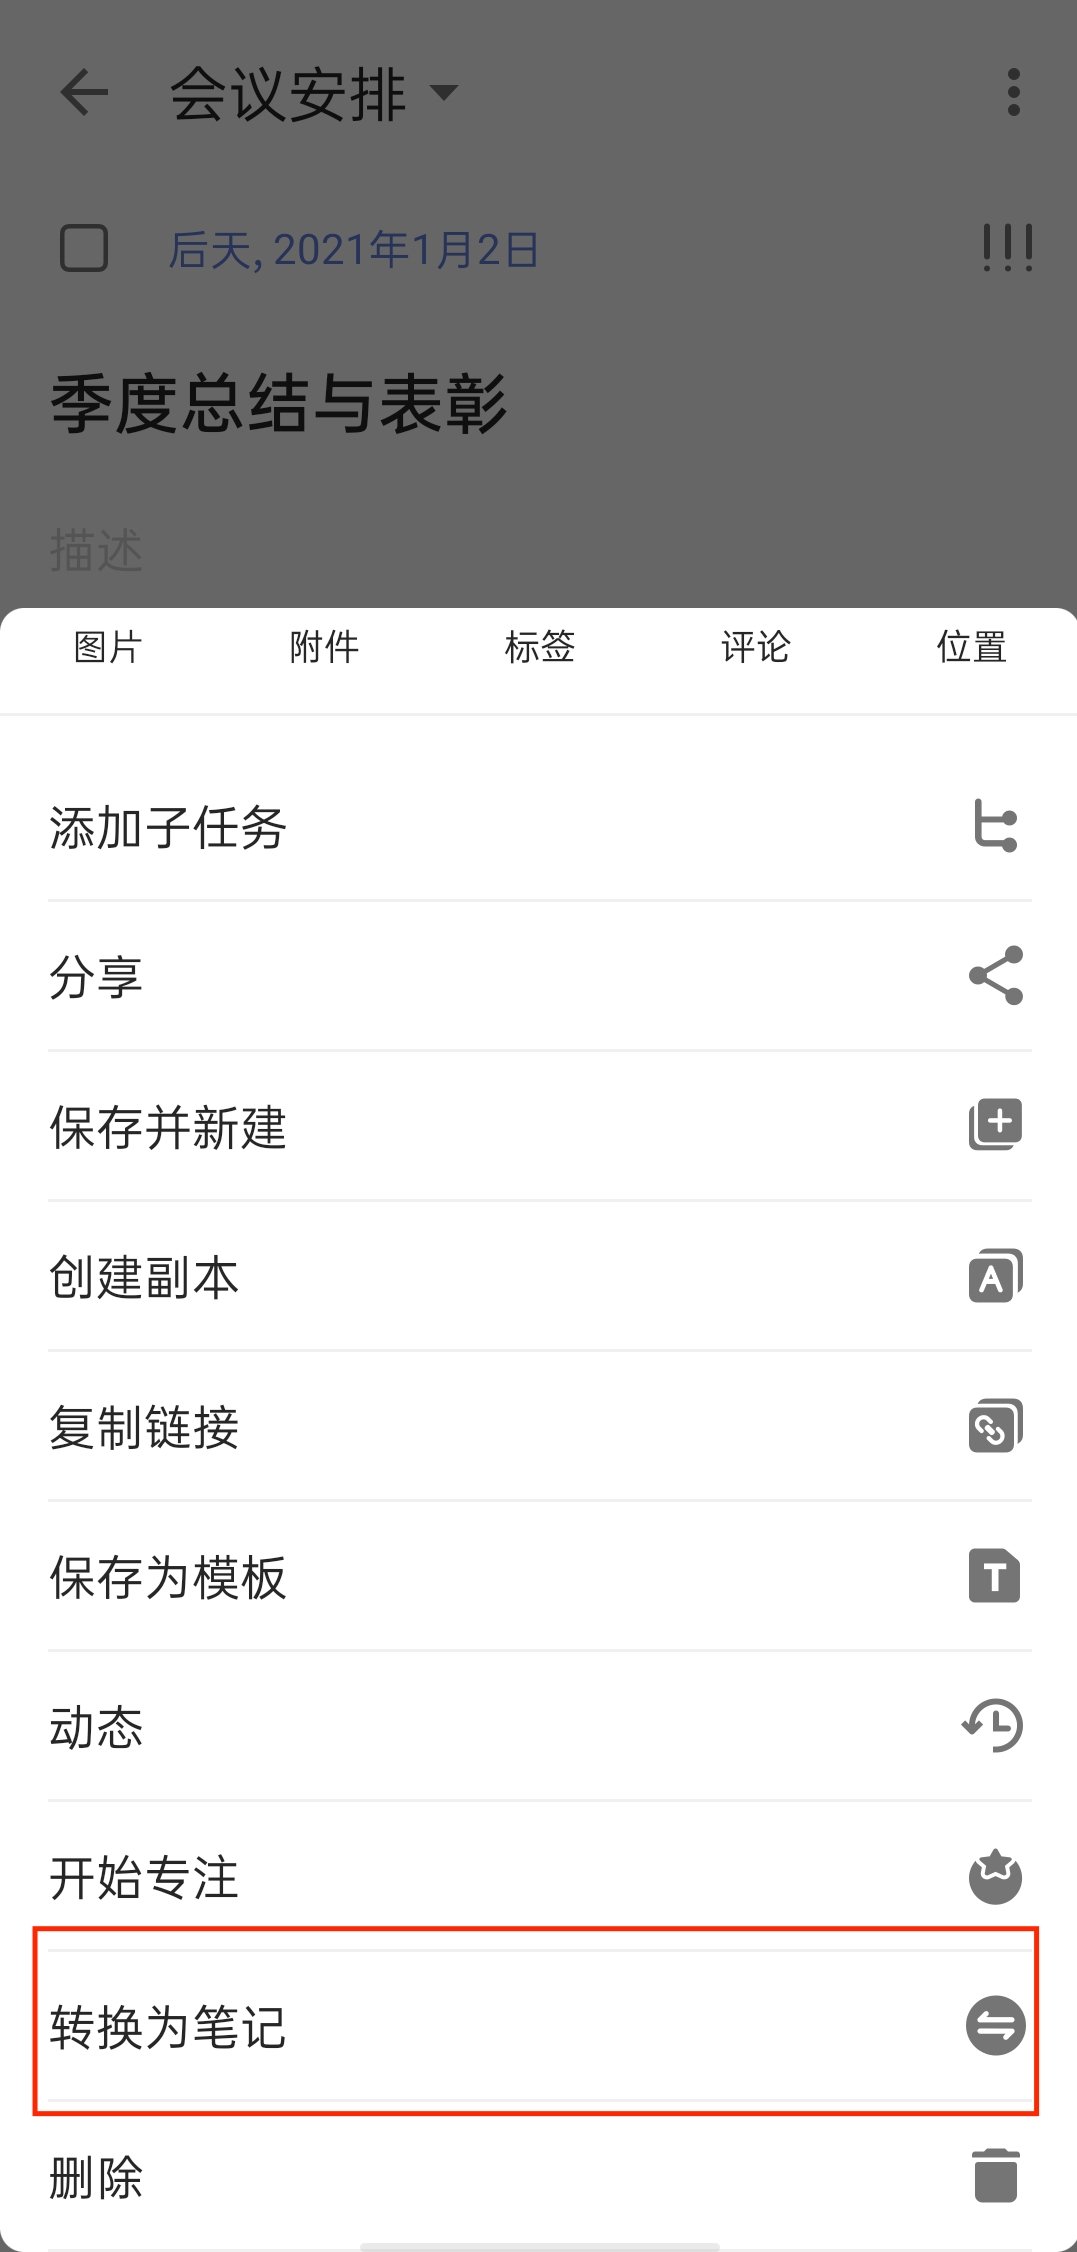 会议安排
后天, 2021年1月2日
季度总结与表彰
描述
图片 附件 标签 评论 位置
添加子任务
分享
保存并新建
创建副本
复制链接
保存为模板
动态
开始专注
转换为笔记
删除